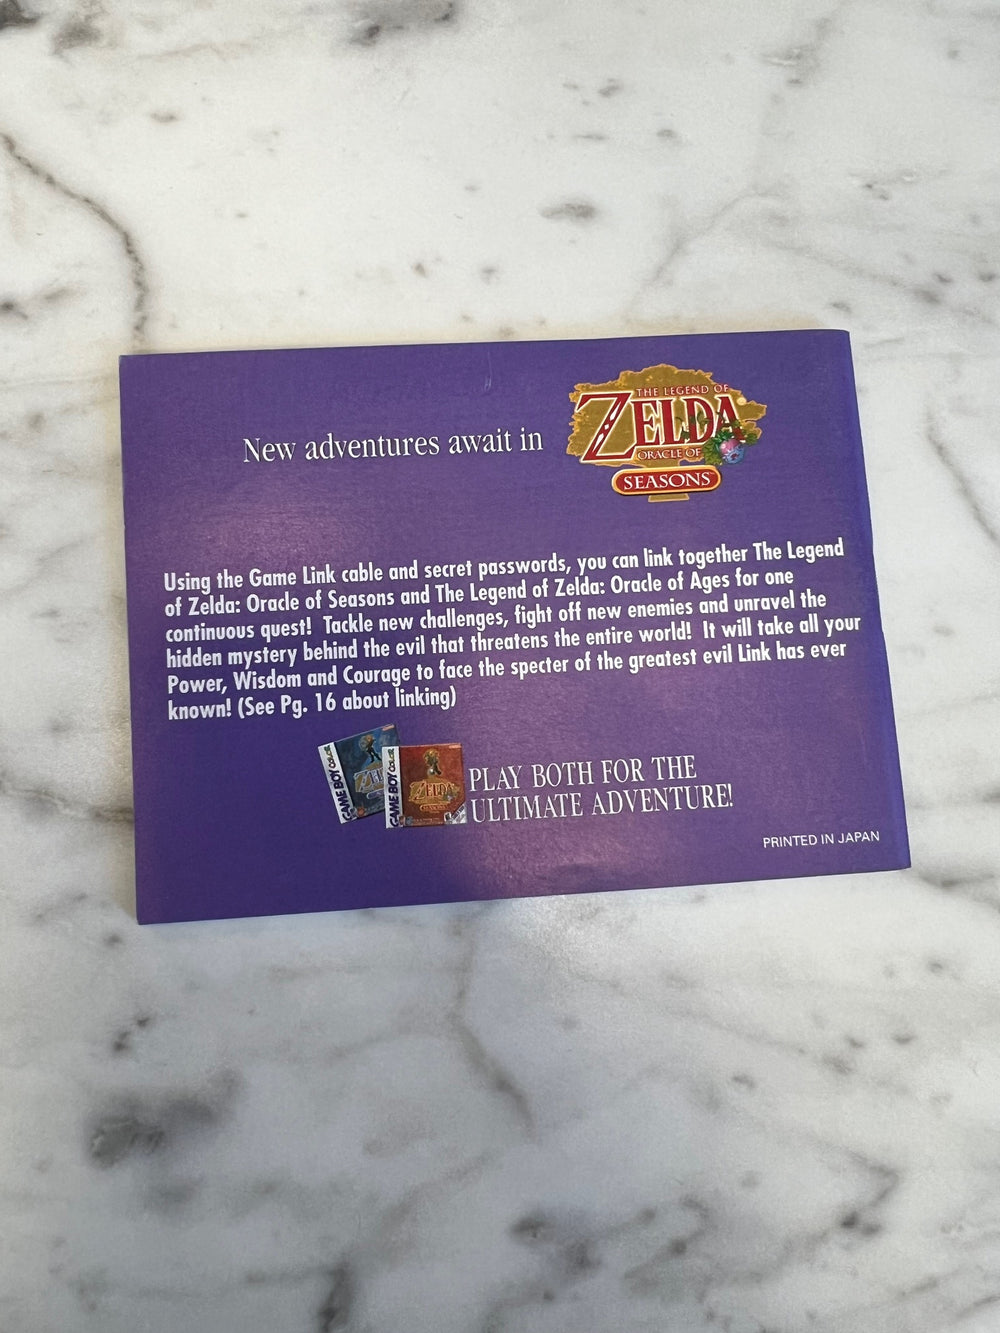 New adventures await in
THE LEGEND OF
ZELDA
ORACLE OF
SEASONS™
Using the Game Link cable and secret passwords, you can link together The Legend
of Zelda: Oracle of Seasons and The Legend of Zelda: Oracle of Ages for one
continuous quest! Tackle new challenges, fight off new enemies and unravel the
hidden mystery behind the evil that threatens the entire world! It will take all your
Power, Wisdom and Courage to face the specter of the greatest evil Link has ever
known! (See Pg. 16 about linking)
GAME BOY COLOR
GAME BOY COLOR
ZELDA
SEASONS
PLAY BOTH FOR THE
ULTIMATE ADVENTURE!
PRINTED IN JAPAN